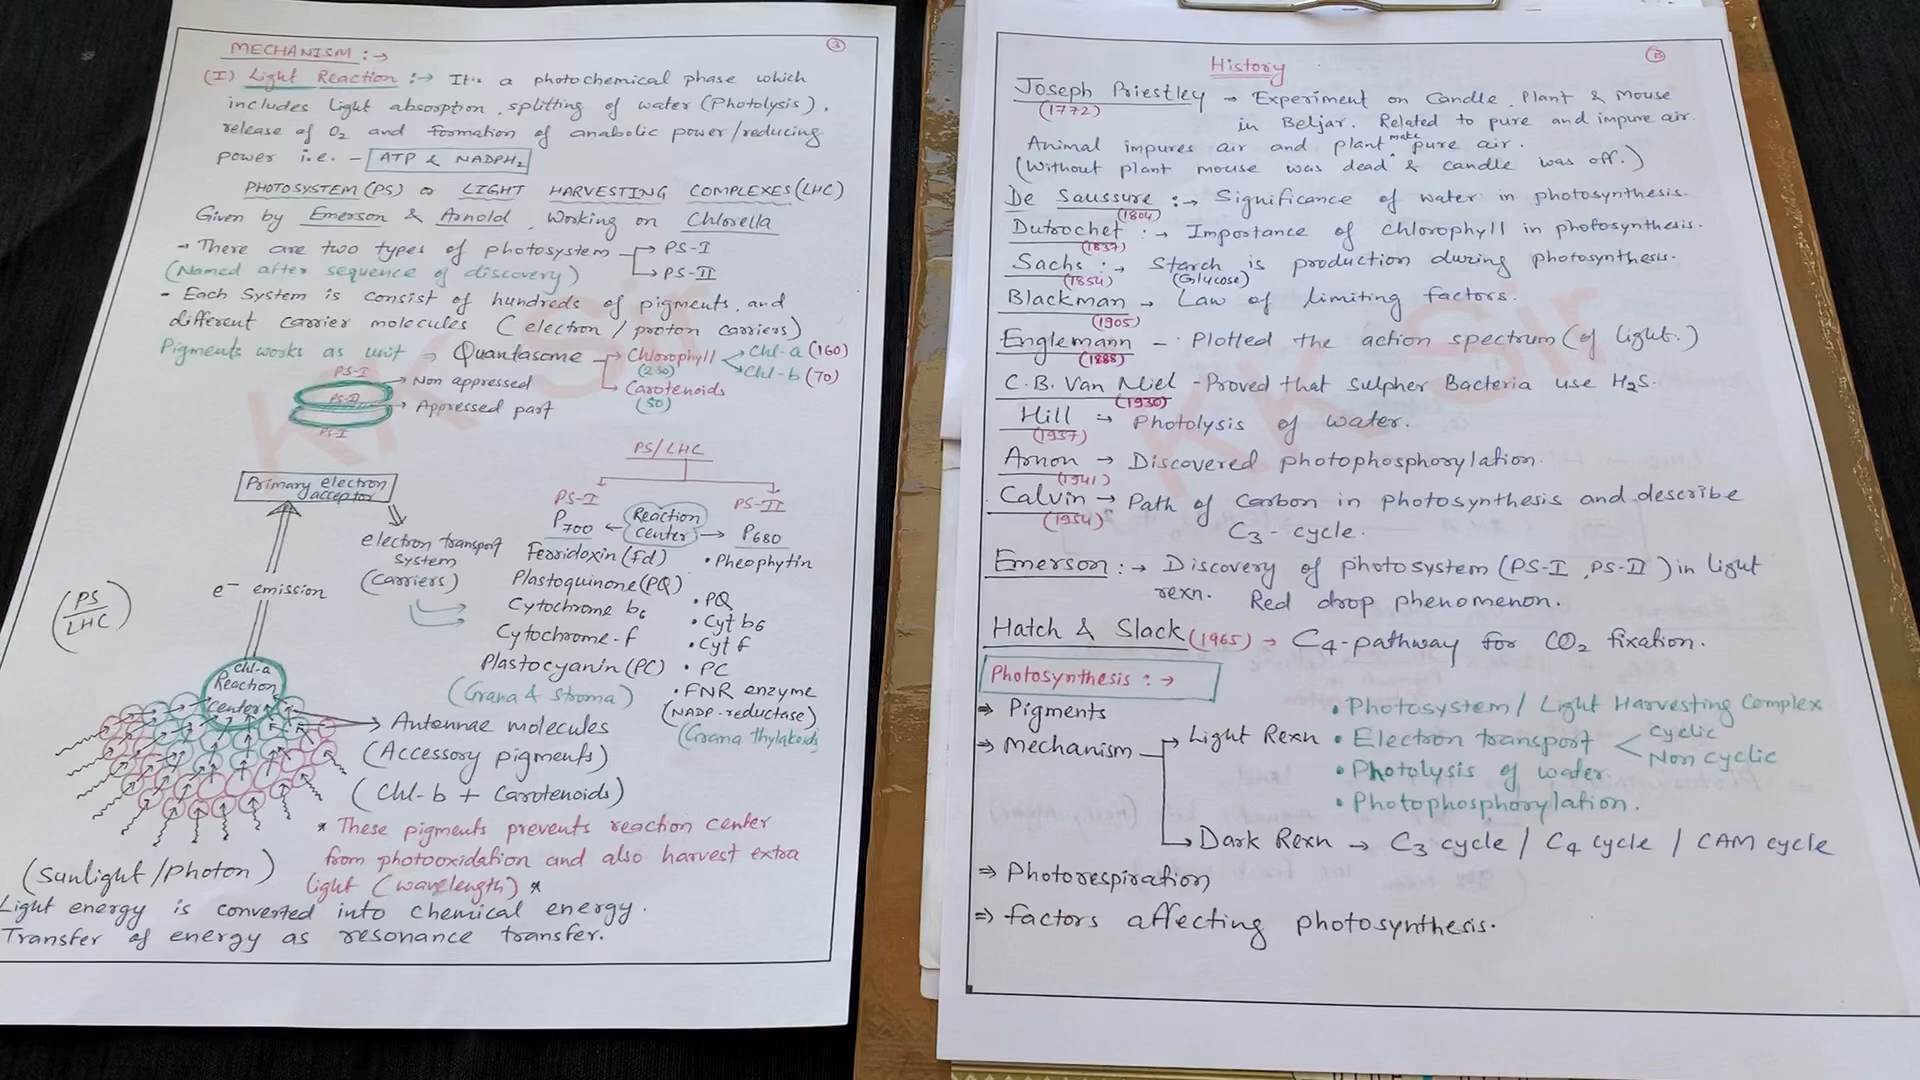 3
MECHANISM :→
(I) Light Reaction :→ It is a photochemical phase which
includes light absorption, splitting of water (Photolysis),
release of O2 and formation of anabolic power/reducing
power i.e. - ATP & NADPH2
PHOTOSYSTEM (PS) or LIGHT HARVESTING COMPLEXES (LHC)
Given by Emerson & Arnold, Working on Chlorella
→ There are two types of photosystem → PS-I
→ PS-II
(Named after sequence of discovery)
- Each System is consist of hundreds of pigments, and
different carrier molecules (electron/proton carriers)
Pigments works as unit → Quantasome → Chlorophyll → Chl-a (160)
(230) → Chl-b (70)
→ Carotenoids
(50)
PS-I → Non appressed
PS-II → Appressed part
PS-I
Primary electron
acceptor
electron transport
system
(carriers)
e- emission
PS/LHC
PS/LHC
PS-I PS-II
P700 ← Reaction center → P680
Ferridoxin (Fd) • Pheophytin
Plastoquinone (PQ) • PQ
Cytochrome b6 • Cyt b6
Cytochrome-f • Cyt f
Plastocyanin (PC) • PC
(Grana & stroma) • FNR enzyme
(NADP-reductase)
(Grana thylakoids
chl-a
Reaction
center
→ Antennae molecules
(Accessory pigments)
(Chl-b + Carotenoids)
* These pigments prevents reaction center
from photooxidation and also harvest extra
light (wavelength) *
(Sunlight/Photon)
Light energy is converted into chemical energy.
Transfer of energy as resonance transfer.
KK Sir
History
Joseph Priestley → Experiment on Candle, Plant & Mouse
(1772) in Beljar. Related to pure and impure air.
Animal impures air and plant make pure air.
(Without plant mouse was dead & candle was off.)
De Saussure :→ Significance of water in photosynthesis.
(1804)
Dutrochet :→ Importance of chlorophyll in photosynthesis.
(1837)
Sachs :→ Starch is production during photosynthesis.
(1854) (Glucose)
Blackman → Law of limiting factors.
(1905)
Englemann - Plotted the action spectrum (of light.)
(1888)
C.B. Van Niel - Proved that sulpher Bacteria use H2S.
(1930)
Hill → Photolysis of water.
(1937)
Arnon → Discovered photophosphorylation.
(1941)
Calvin → Path of carbon in photosynthesis and describe
(1954) C3-cycle.
Emerson :→ Discovery of photosystem (PS-I, PS-II) in light
rexn. Red drop phenomenon.
Hatch & Slack (1965) → C4-pathway for CO2 fixation.
Photosynthesis :→
⇒ Pigments
⇒ Mechanism → Light Rexn • Photosystem / Light Harvesting Complex
• Electron transport < cyclic
Non cyclic
• Photolysis of water
• Photophosphorylation.
→ Dark Rexn → C3 cycle / C4 cycle / CAM cycle
⇒ Photorespiration
⇒ factors affecting photosynthesis.
KK Sir